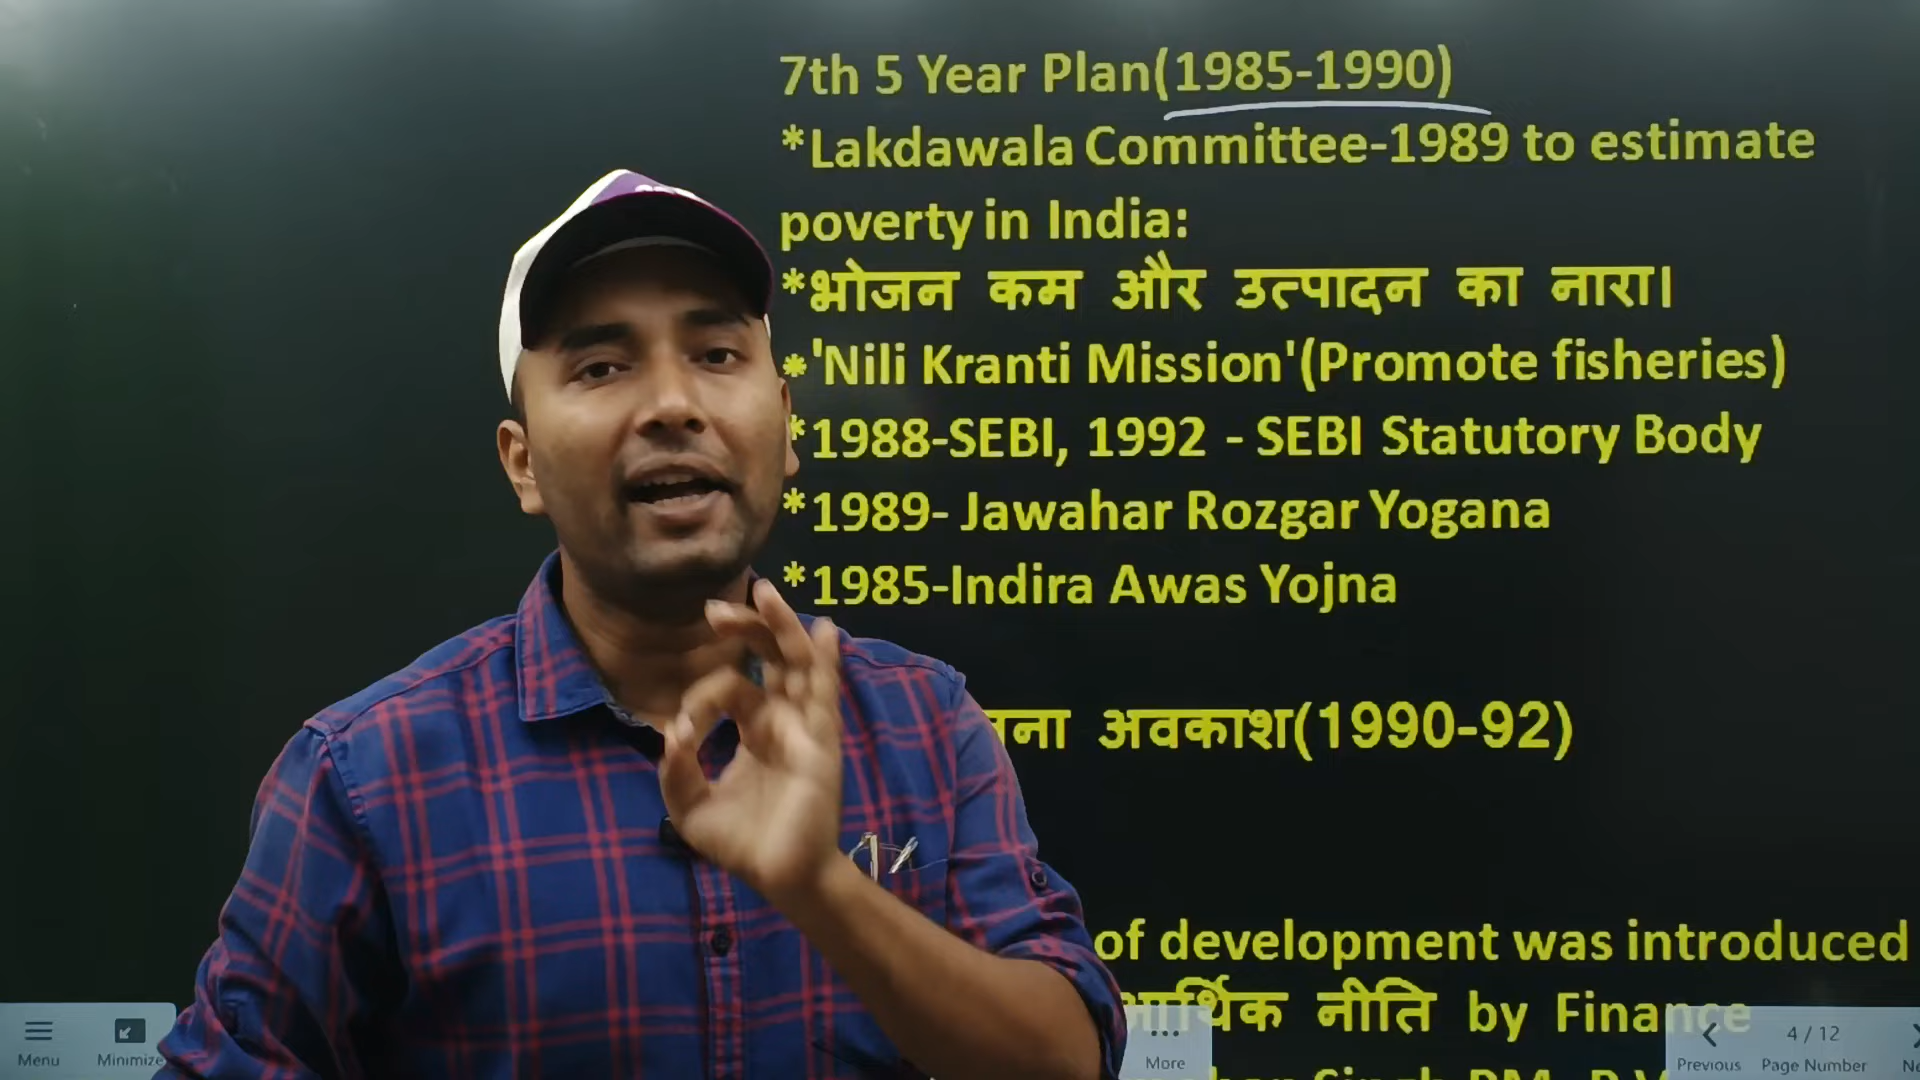 7th 5 Year Plan(1985-1990)
*Lakdawala Committee-1989 to estimate
poverty in India:
*भोजन कम और उत्पादन का नारा।
*'Nili Kranti Mission'(Promote fisheries)
*1988-SEBI, 1992 - SEBI Statutory Body
*1989- Jawahar Rozgar Yogana
*1985-Indira Awas Yojna
अवकाश(1990-92)
of development was introduced
आर्थिक नीति by Finance
Menu
Minimize
More
Previous
4 / 12
Page Number